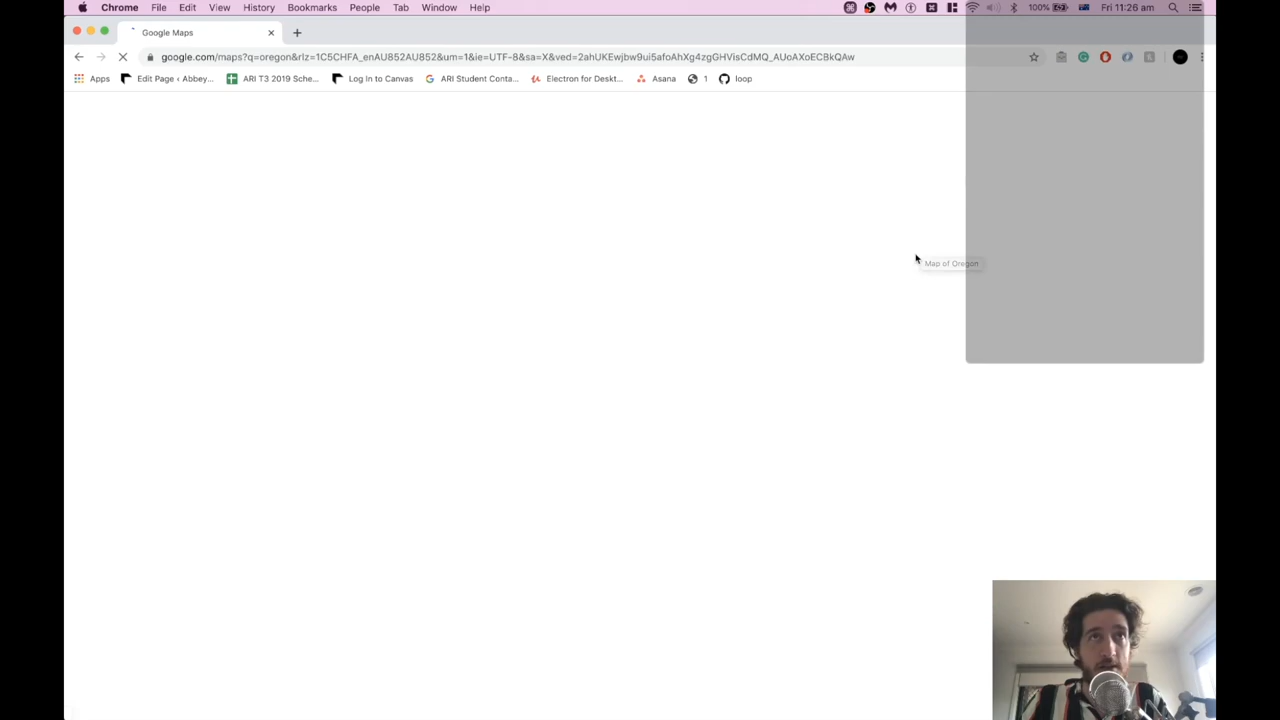 Chrome File Edit View History Bookmarks People Tab Window Help 100% Fri 11:26 am
Google Maps
google.com/maps?q=oregon&rlz=1C5CHFA_enAU852AU852&um=1&ie=UTF-8&sa=X&ved=2ahUKEwjbw9ui5afoAhXg4zgGHVisCdMQ_AUoAXoECBkQAw
Apps Edit Page ‹ Abbey... ARI T3 2019 Sche... Log In to Canvas ARI Student Conta... Electron for Deskt... Asana 1 loop
Map of Oregon